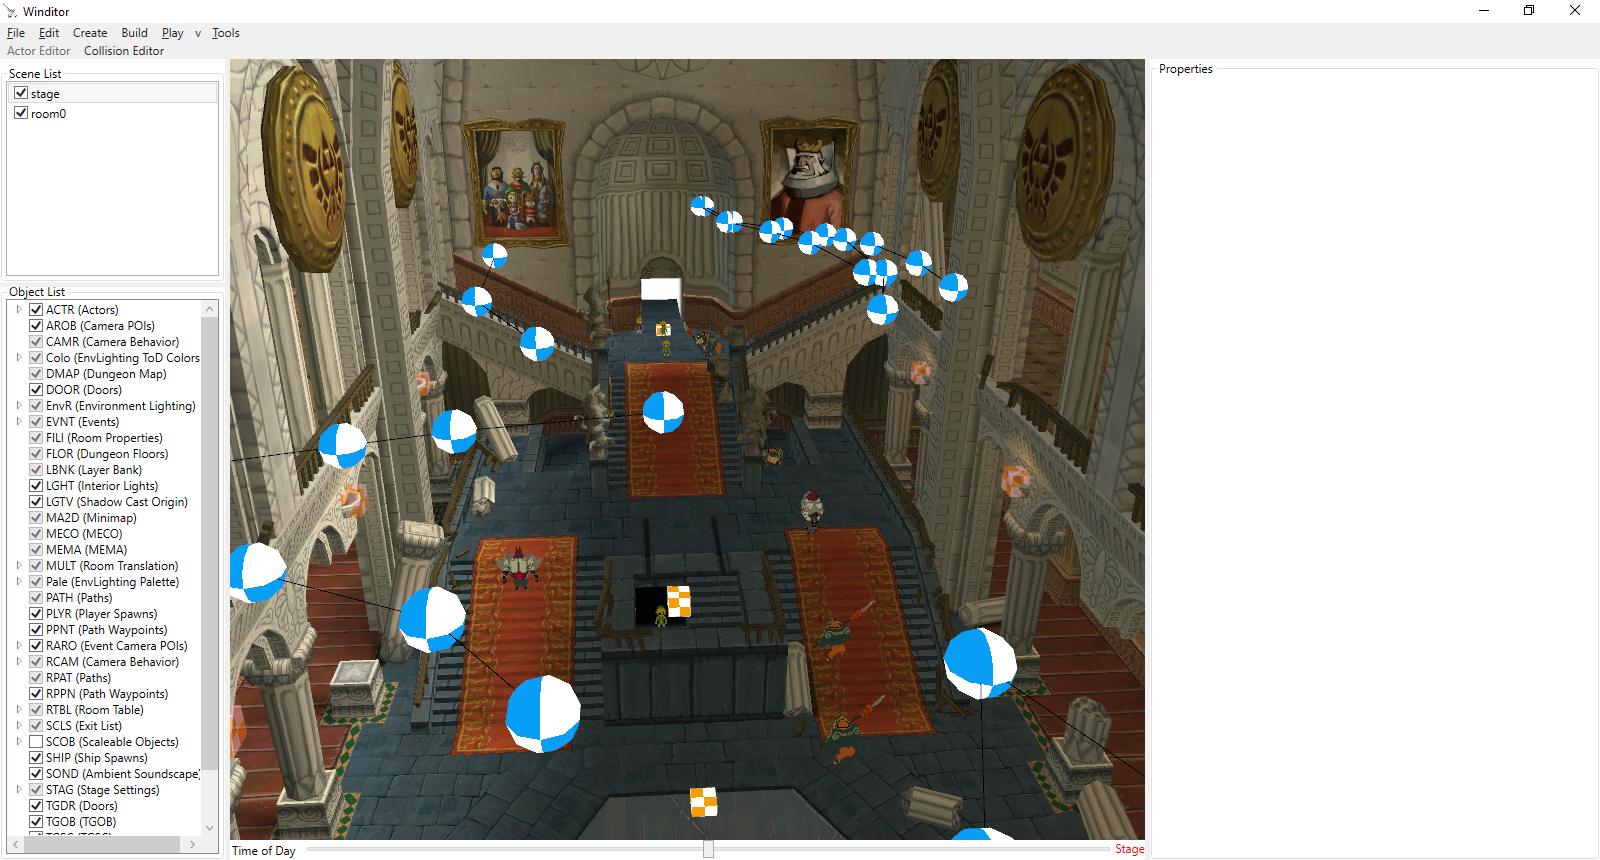 Winditor
File Edit Create Build Play v Tools
Actor Editor Collision Editor
Scene List
stage
room0
Object List
ACTR (Actors)
AROB (Camera POIs)
CAMR (Camera Behavior)
Colo (EnvLighting ToD Colors
DMAP (Dungeon Map)
DOOR (Doors)
EnvR (Environment Lighting)
EVNT (Events)
FILI (Room Properties)
FLOR (Dungeon Floors)
LBNK (Layer Bank)
LGHT (Interior Lights)
LGTV (Shadow Cast Origin)
MA2D (Minimap)
MECO (MECO)
MEMA (MEMA)
MULT (Room Translation)
Pale (EnvLighting Palette)
PATH (Paths)
PLYR (Player Spawns)
PPNT (Path Waypoints)
RARO (Event Camera POIs)
RCAM (Camera Behavior)
RPAT (Paths)
RPPN (Path Waypoints)
RTBL (Room Table)
SCLS (Exit List)
SCOB (Scaleable Objects)
SHIP (Ship Spawns)
SOND (Ambient Soundscape)
STAG (Stage Settings)
TGDR (Doors)
TGOB (TGOB)
Time of Day
Stage
Properties